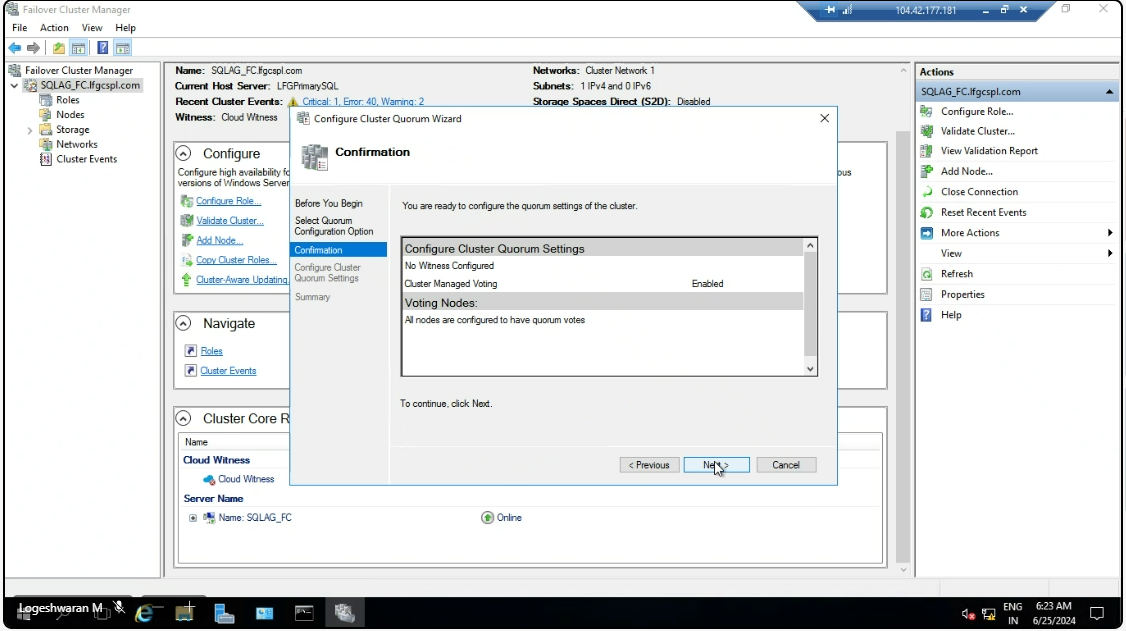 Failover Cluster Manager
104.42.177.181
File Action View Help
Failover Cluster Manager
SQLAG_FC.lfgcspl.com
Roles
Nodes
Storage
Networks
Cluster Events
Name: SQLAG_FC.lfgcspl.com
Networks: Cluster Network 1
Current Host Server: LFGPrimarySQL
Subnets: 1 IPv4 and 0 IPv6
Recent Cluster Events: Critical: 1, Error: 40, Warning: 2
Storage Spaces Direct (S2D): Disabled
Witness: Cloud Witness
Configure
Configure high availability fo
ous
versions of Windows Server
Configure Role...
Validate Cluster...
Add Node...
Copy Cluster Roles...
Cluster-Aware Updating
Navigate
Roles
Cluster Events
Cluster Core R
Name
Cloud Witness
Cloud Witness
Server Name
Name: SQLAG_FC
Online
Configure Cluster Quorum Wizard
Confirmation
Before You Begin
Select Quorum
Configuration Option
Confirmation
Configure Cluster
Quorum Settings
Summary
You are ready to configure the quorum settings of the cluster.
Configure Cluster Quorum Settings
No Witness Configured
Cluster Managed Voting Enabled
Voting Nodes:
All nodes are configured to have quorum votes
To continue, click Next.
< Previous
Next >
Cancel
Actions
SQLAG_FC.lfgcspl.com
Configure Role...
Validate Cluster...
View Validation Report
Add Node...
Close Connection
Reset Recent Events
More Actions
View
Refresh
Properties
Help
Logeshwaran M
ENG
IN
6:23 AM
6/25/2024